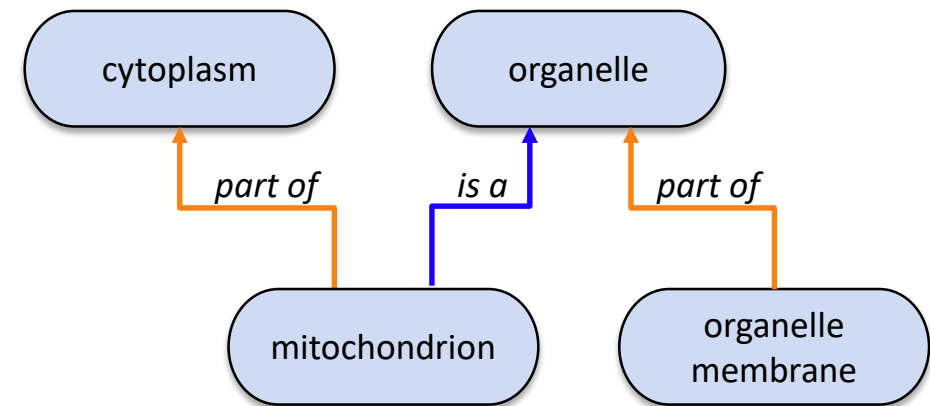 cytoplasm
organelle
part of
is a
part of
mitochondrion
organelle
membrane